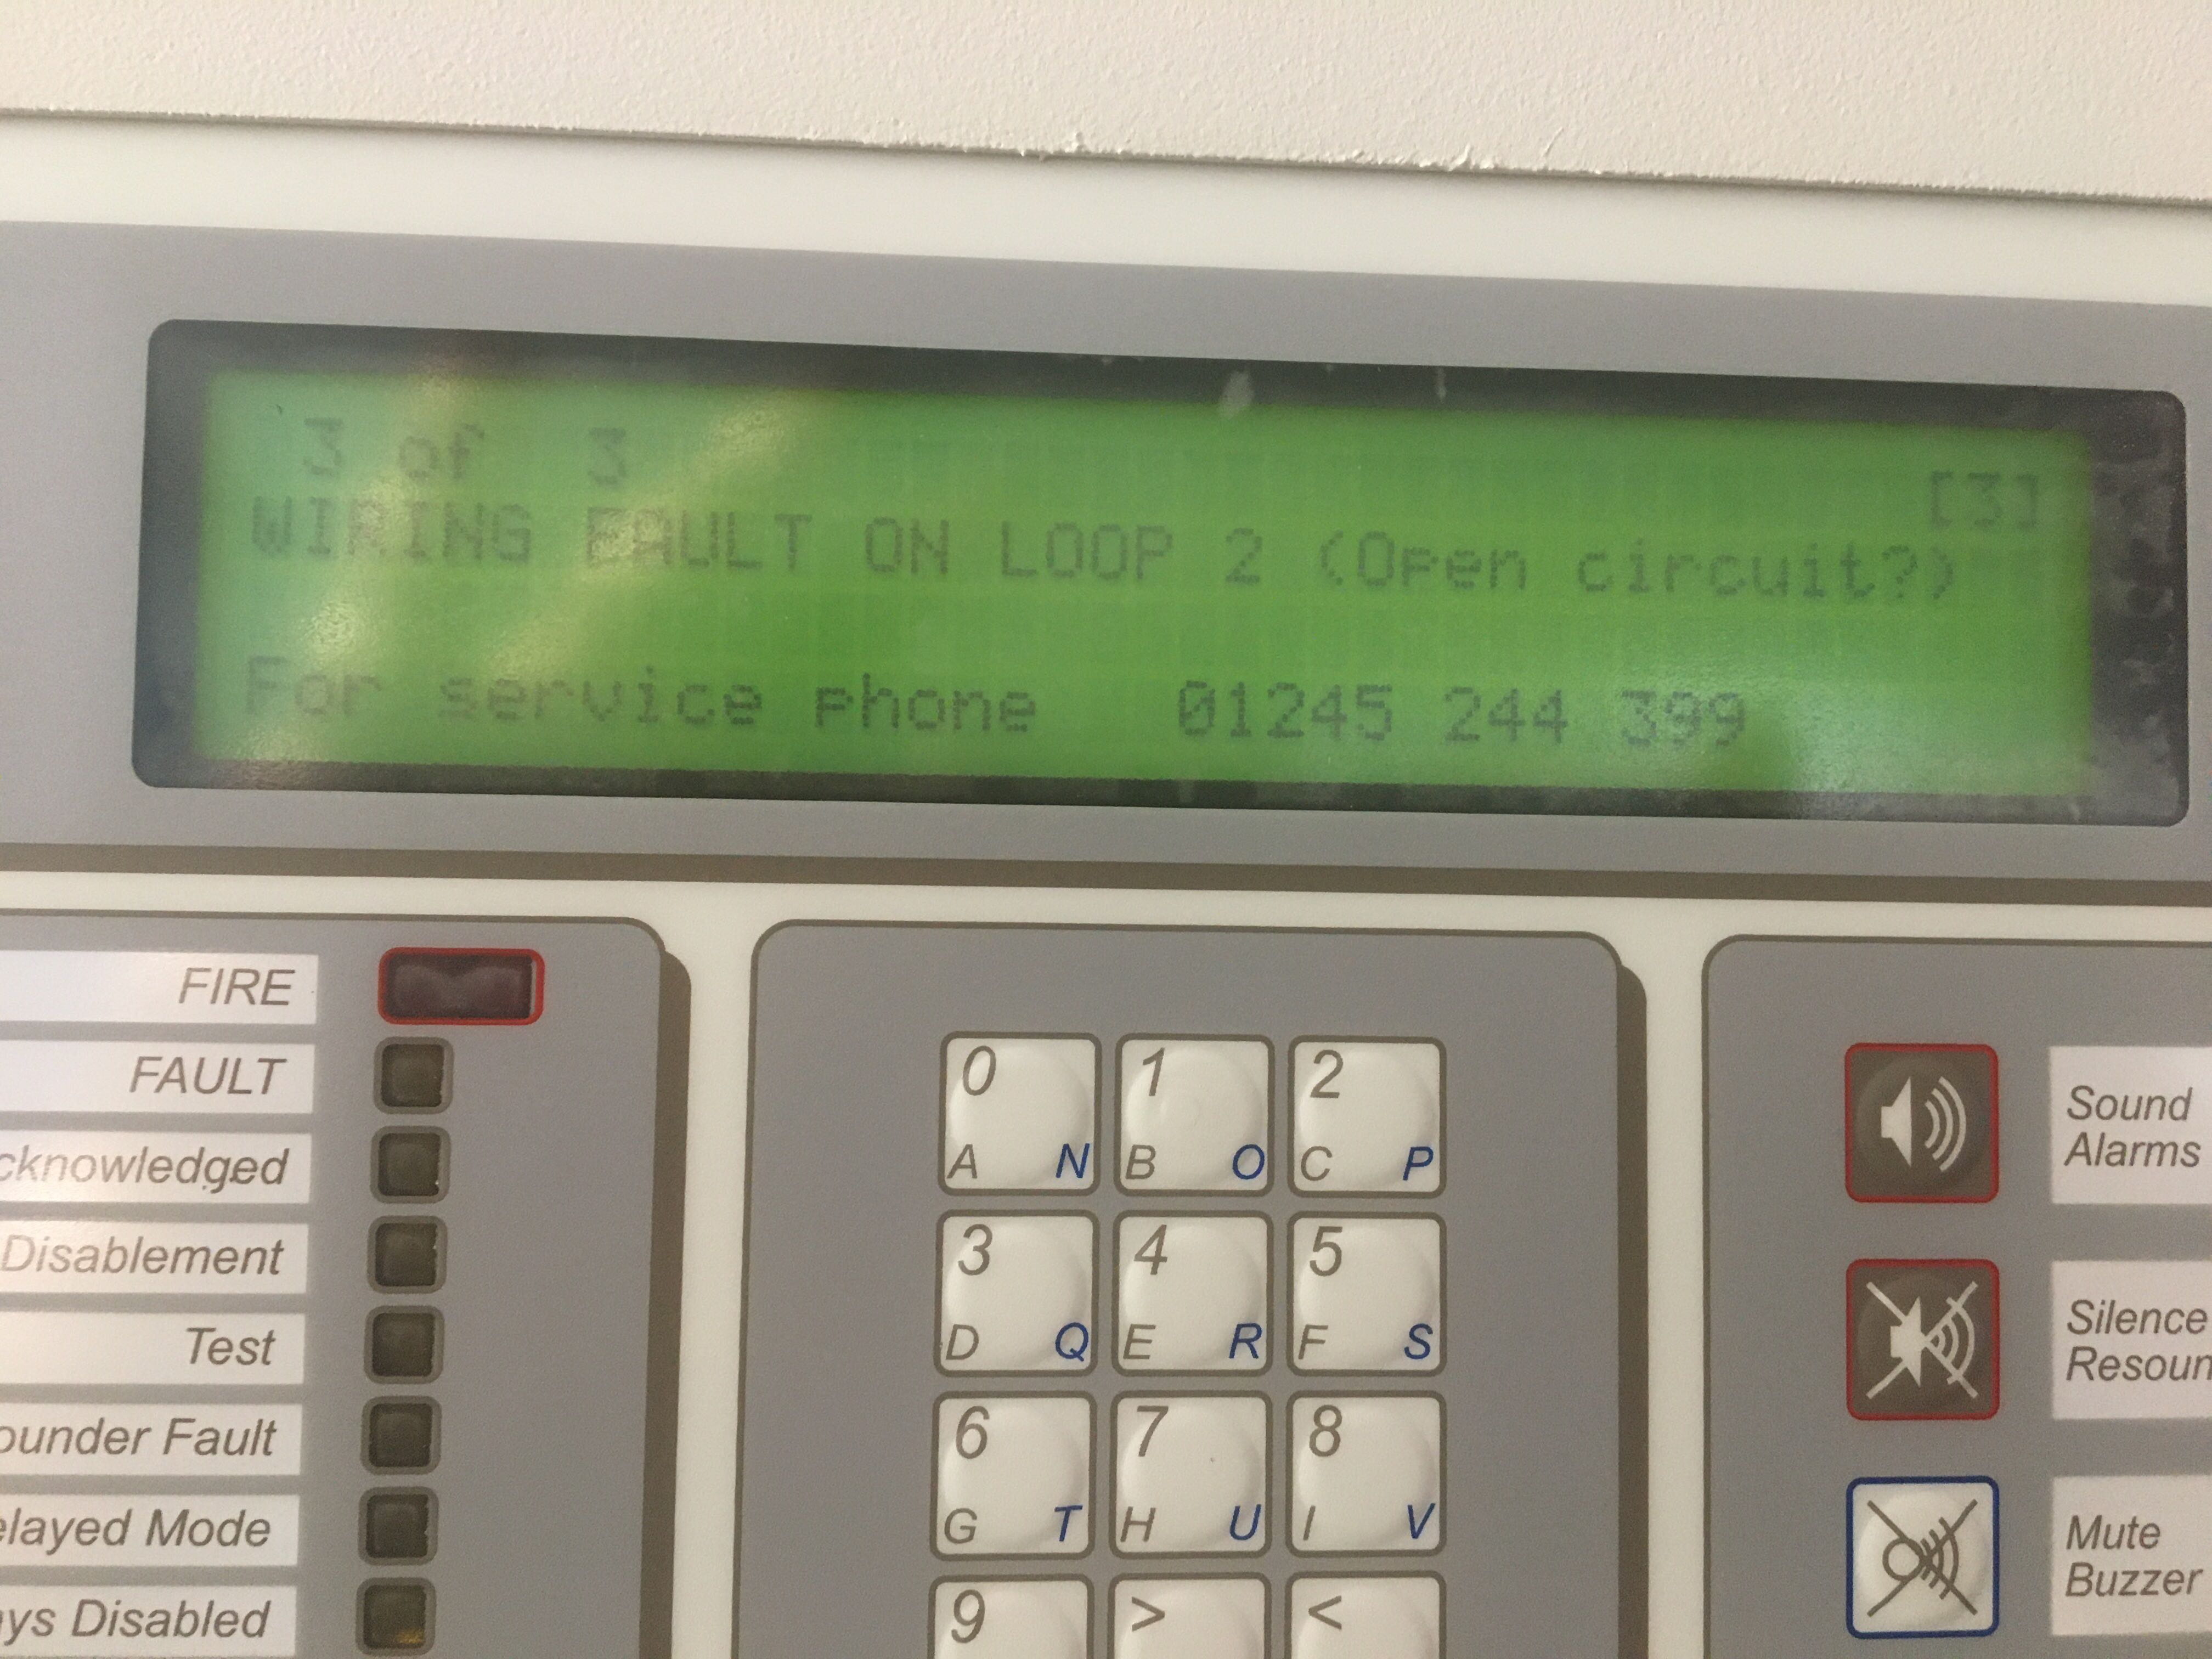 3 of 3 [3]
WIRING FAULT ON LOOP 2 (Open circuit?)
For service phone 01245 244 399
FIRE
FAULT
cknowledged
Disablement
Test
ounder Fault
elayed Mode
ys Disabled
0 A N
1 B O
2 C P
3 D Q
4 E R
5 F S
6 G T
7 H U
8 I V
9
>
<
Sound
Alarms
Silence
Resoun
Mute
Buzzer